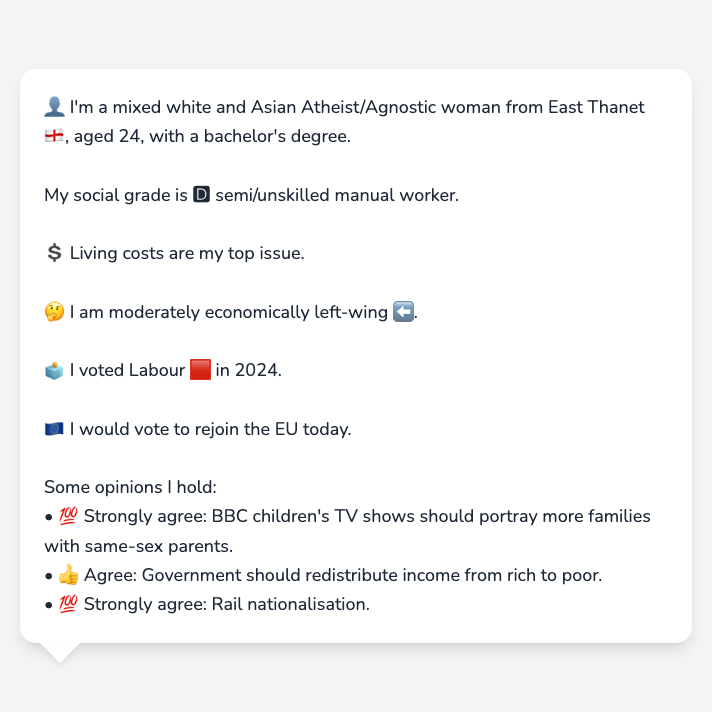 👤 I'm a mixed white and Asian Atheist/Agnostic woman from East Thanet
🏴󠁧󠁢󠁥󠁮󠁧󠁿, aged 24, with a bachelor's degree.
My social grade is 🅳 semi/unskilled manual worker.
💲 Living costs are my top issue.
🤔 I am moderately economically left-wing ⬅️.
🗳️ I voted Labour 🟥 in 2024.
🇪🇺 I would vote to rejoin the EU today.
Some opinions I hold:
• 💯 Strongly agree: BBC children's TV shows should portray more families
with same-sex parents.
• 👍 Agree: Government should redistribute income from rich to poor.
• 💯 Strongly agree: Rail nationalisation.